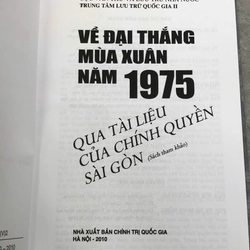 TRUNG TÂM LƯU TRỮ QUỐC GIA II
VỀ ĐẠI THẮNG
MÙA XUÂN
NĂM 1975
QUA TÀI LIỆU
CỦA CHÍNH QUYỀN
SÀI GÒN (Sách tham khảo)
NHÀ XUẤT BẢN CHÍNH TRỊ QUỐC GIA
HÀ NỘI - 2010